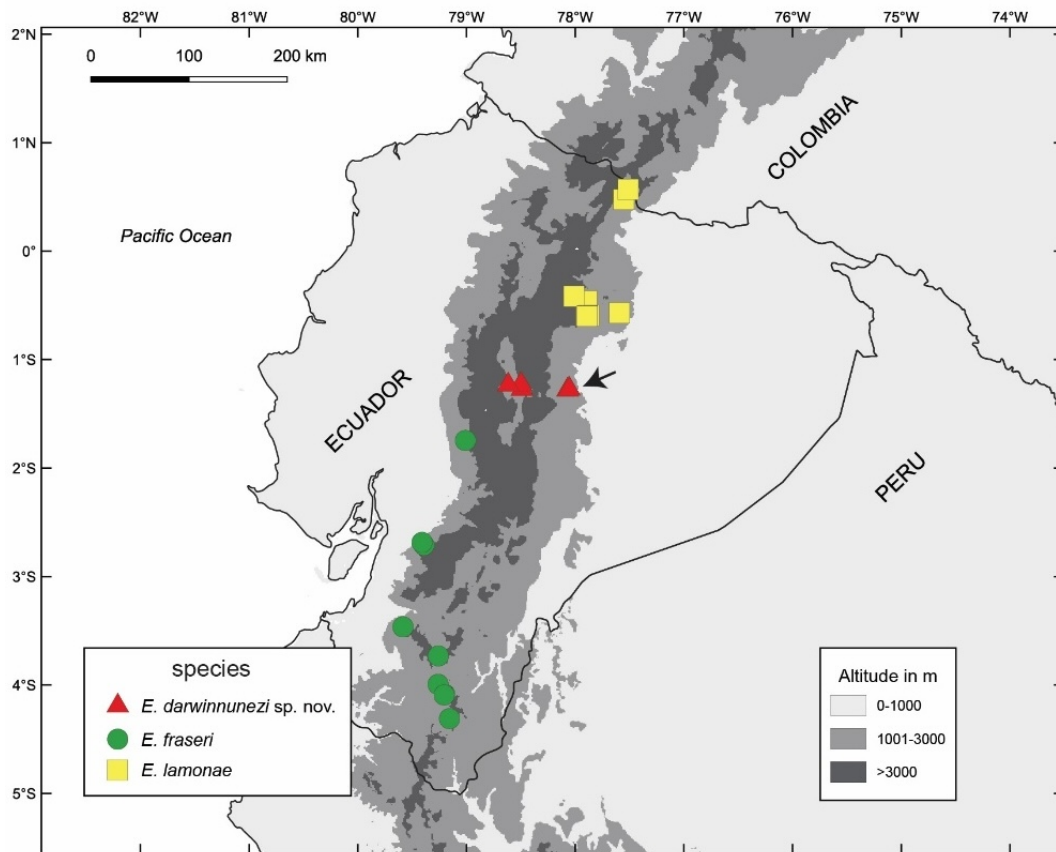 82°W 81°W 80°W 79°W 78°W 77°W 76°W 75°W 74°W
2°N
0 100 200 km
1°N
COLOMBIA
Pacific Ocean
0°
1°S
ECUADOR
2°S
PERU
3°S
species
E. darwinnunezi sp. nov.
E. fraseri
E. lamonae
4°S
Altitude in m
0-1000
1001-3000
>3000
5°S